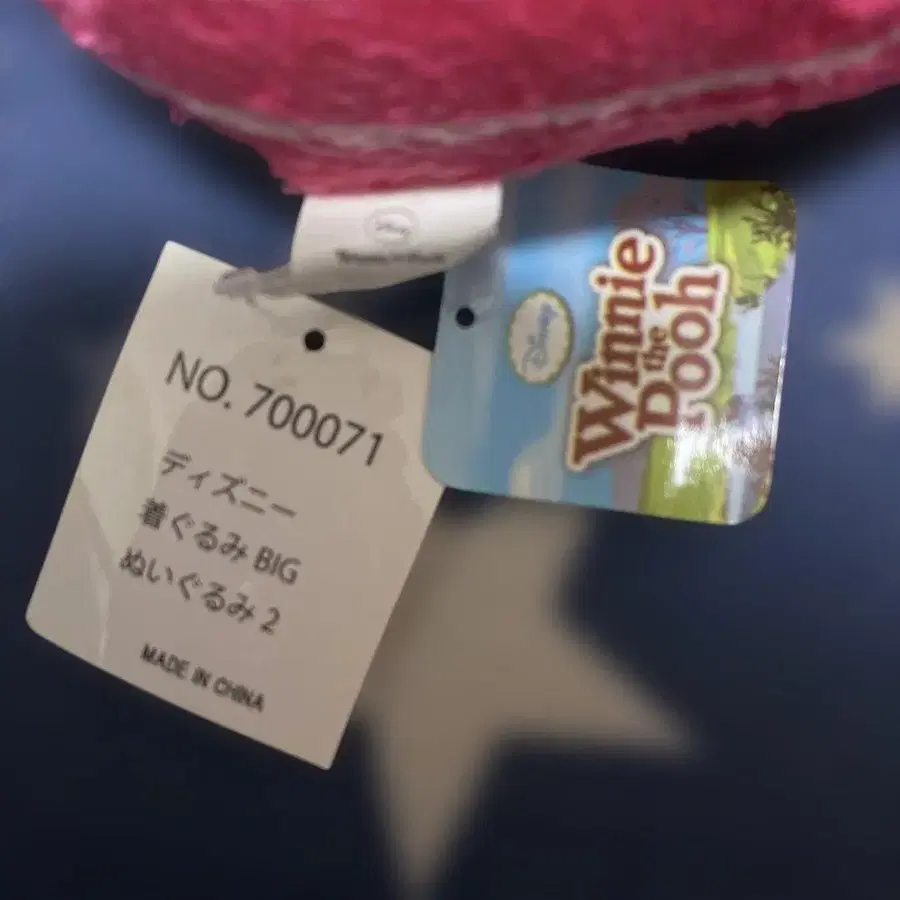 Disney
NO. 700071
ディズニー
着ぐるみ BIG
ぬいぐるみ 2
MADE IN CHINA
Disney
Winnie
the
Pooh